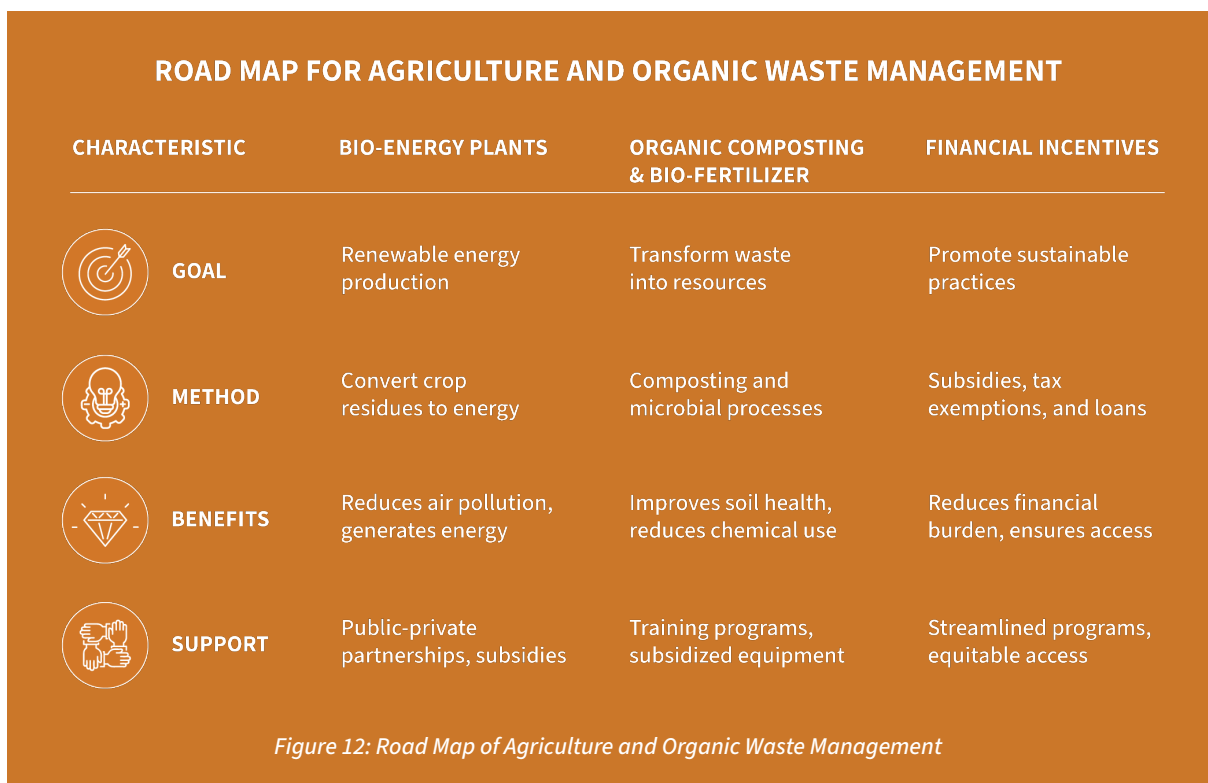 ROAD MAP FOR AGRICULTURE AND ORGANIC WASTE MANAGEMENT
CHARACTERISTIC
BIO-ENERGY PLANTS
ORGANIC COMPOSTING
& BIO-FERTILIZER
FINANCIAL INCENTIVES
GOAL
Renewable energy
production
Transform waste
into resources
Promote sustainable
practices
METHOD
Convert crop
residues to energy
Composting and
microbial processes
Subsidies, tax
exemptions, and loans
BENEFITS
Reduces air pollution,
generates energy
Improves soil health,
reduces chemical use
Reduces financial
burden, ensures access
SUPPORT
Public-private
partnerships, subsidies
Training programs,
subsidized equipment
Streamlined programs,
equitable access
Figure 12: Road Map of Agriculture and Organic Waste Management